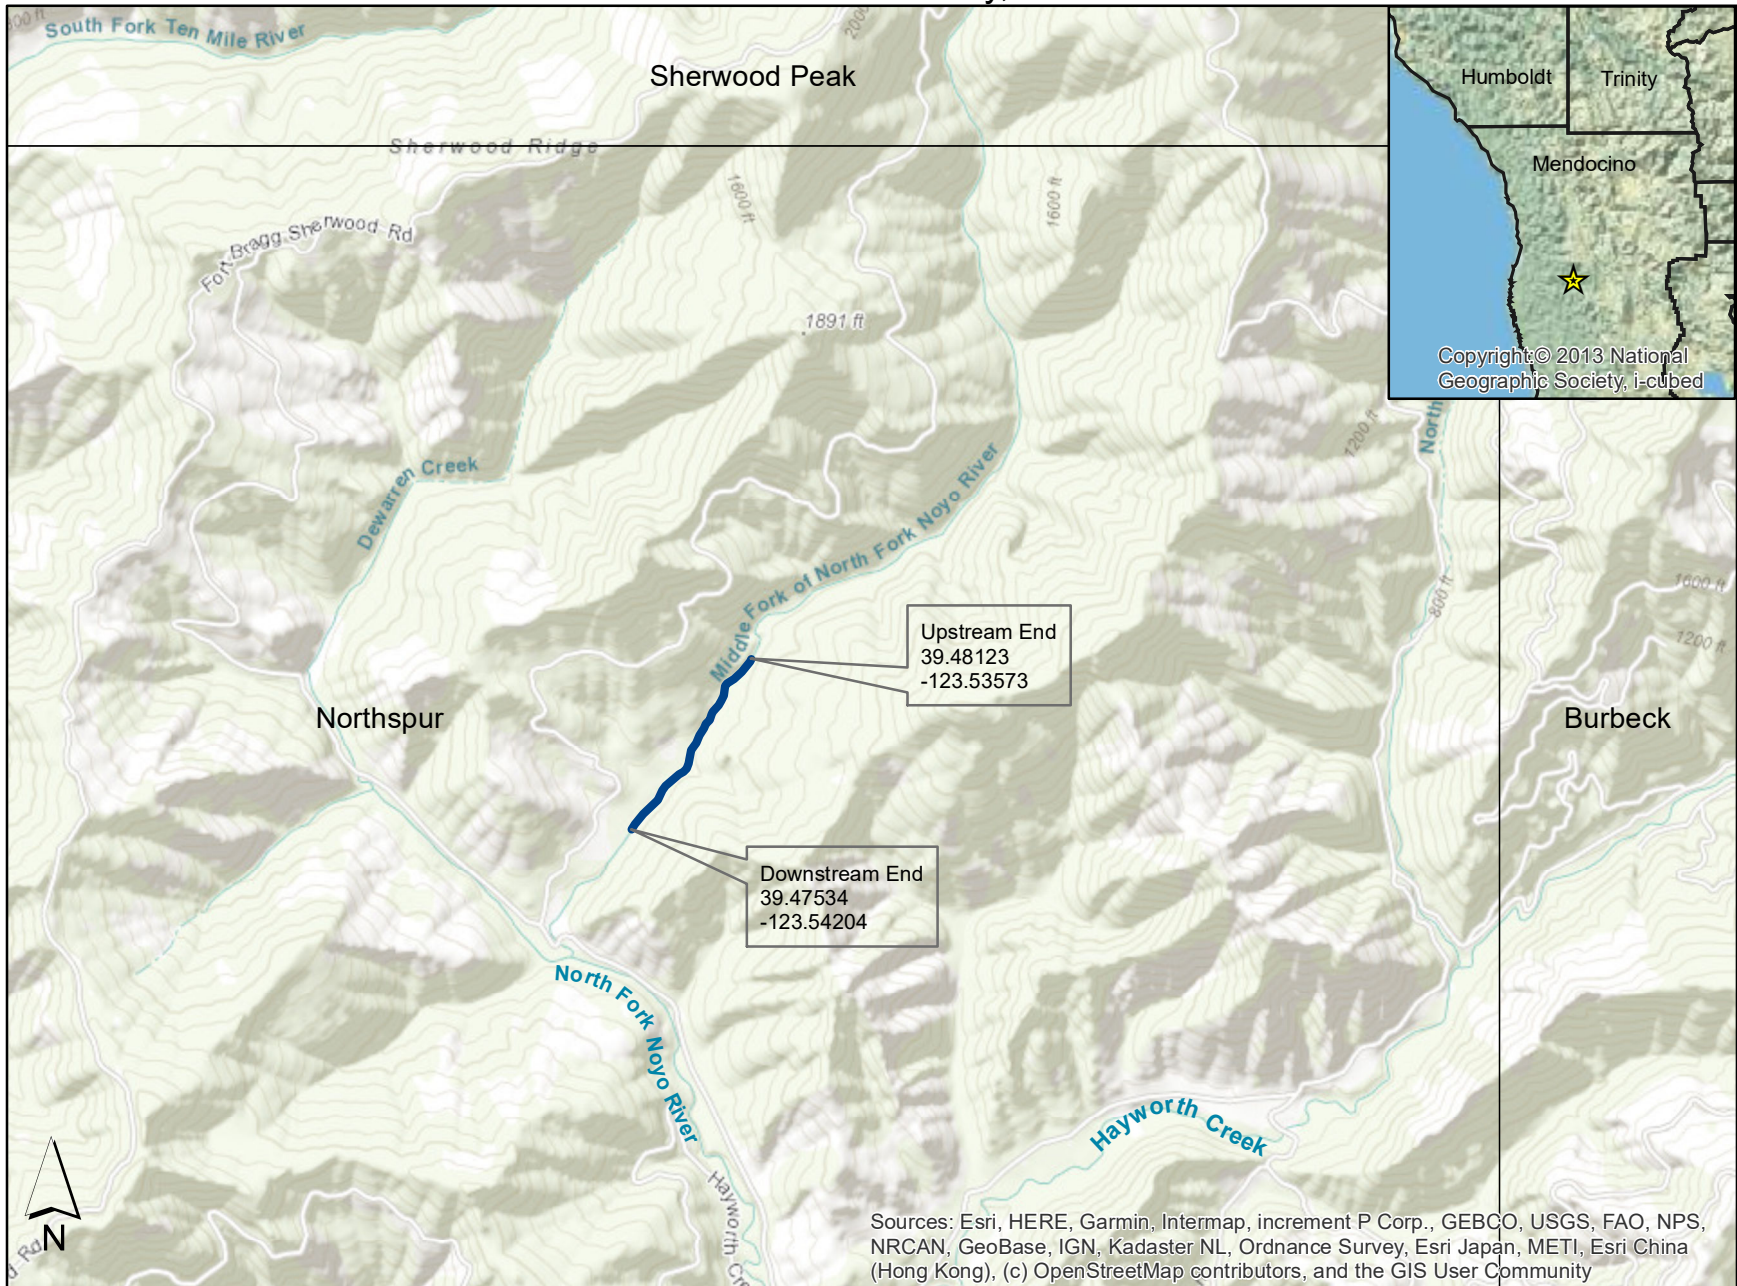 South Fork Ten Mile River
2000
Sherwood Peak
Humboldt
Trinity
Sherwood Ridge
Mendocino
1600 ft
1600 ft
Fort Bragg Sherwood Rd
1891 ft
Copyright:© 2013 National
Geographic Society, i-cubed
North
1200 ft
Dewarren Creek
Middle Fork of North Fork Noyo River
1600 ft
800 ft
Upstream End
39.48123
-123.53573
1200 ft
Northspur
Burbeck
Downstream End
39.47534
-123.54204
North Fork Noyo River
Hayworth Creek
Hayworth Cre
N
d Rd
Sources: Esri, HERE, Garmin, Intermap, increment P Corp., GEBCO, USGS, FAO, NPS,
NRCAN, GeoBase, IGN, Kadaster NL, Ordnance Survey, Esri Japan, METI, Esri China
(Hong Kong), (c) OpenStreetMap contributors, and the GIS User Community